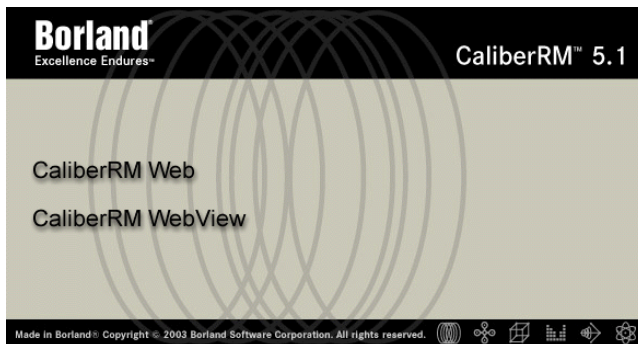 Borland®
Excellence Endures™
CaliberRM™ 5.1
CaliberRM Web
CaliberRM WebView
Made in Borland® Copyright © 2003 Borland Software Corporation. All rights reserved.